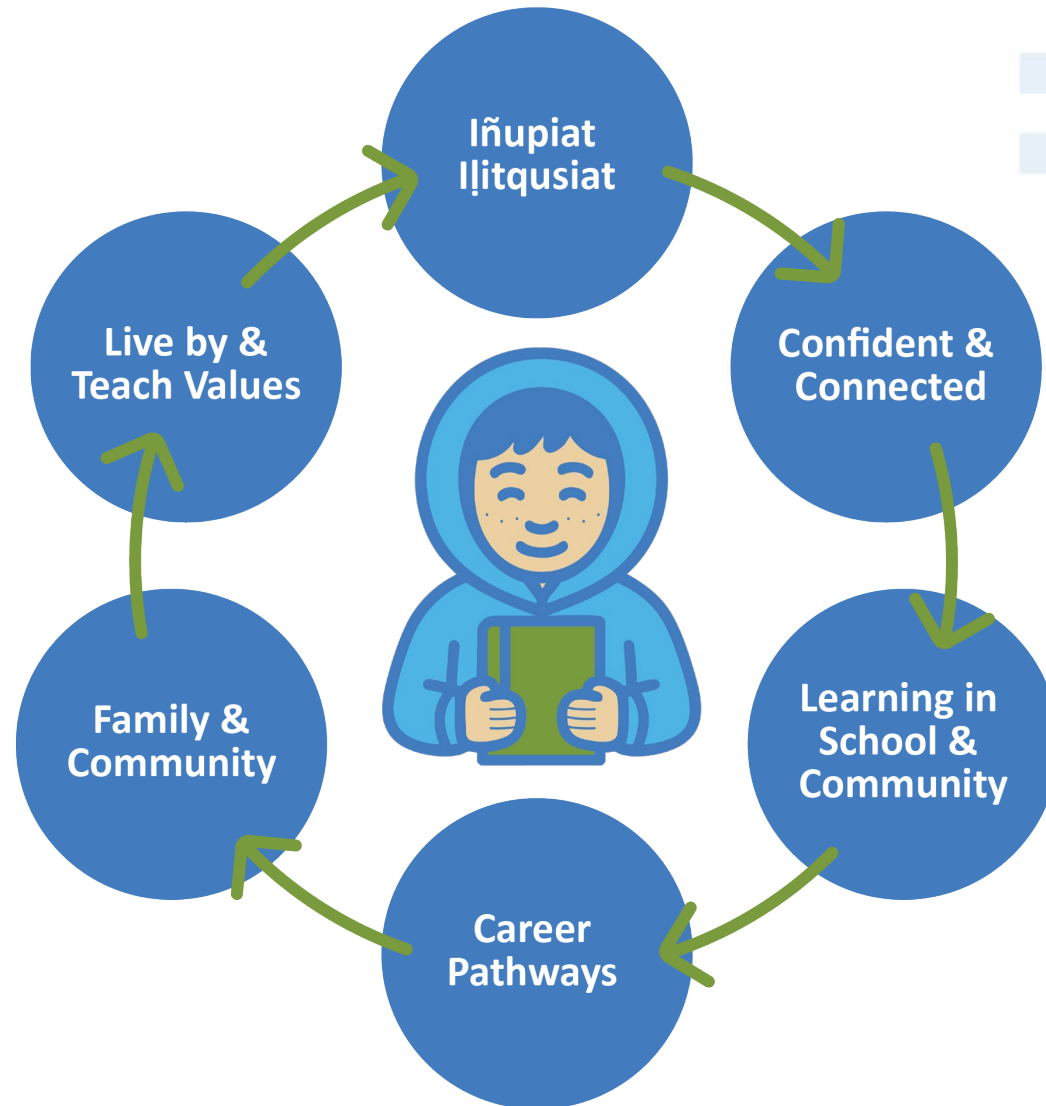 Iñupiat
Iḷitqusiat
Confident &
Connected
Learning in
School &
Community
Career
Pathways
Family &
Community
Live by &
Teach Values